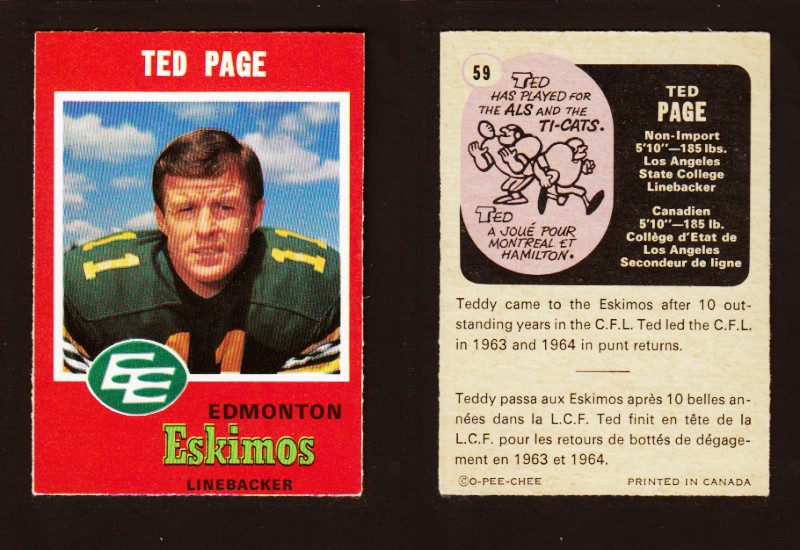 TED PAGE
11
11
11
EE
EDMONTON
Eskimos
LINEBACKER
59
TED
HAS PLAYED FOR
THE ALS AND THE
TI-CATS.
TED
A JOUÉ POUR
MONTREAL ET
HAMILTON.
TED
PAGE
Non-Import
5'10"—185 lbs.
Los Angeles
State College
Linebacker
Canadien
5'10"—185 lb.
Collège d'Etat de
Los Angeles
Secondeur de ligne
Teddy came to the Eskimos after 10 out-
standing years in the C.F.L. Ted led the C.F.L.
in 1963 and 1964 in punt returns.
Teddy passa aux Eskimos après 10 belles an-
nées dans la L.C.F. Ted finit en tête de la
L.C.F. pour les retours de bottés de dégage-
ment en 1963 et 1964.
©O-PEE-CHEE
PRINTED IN CANADA